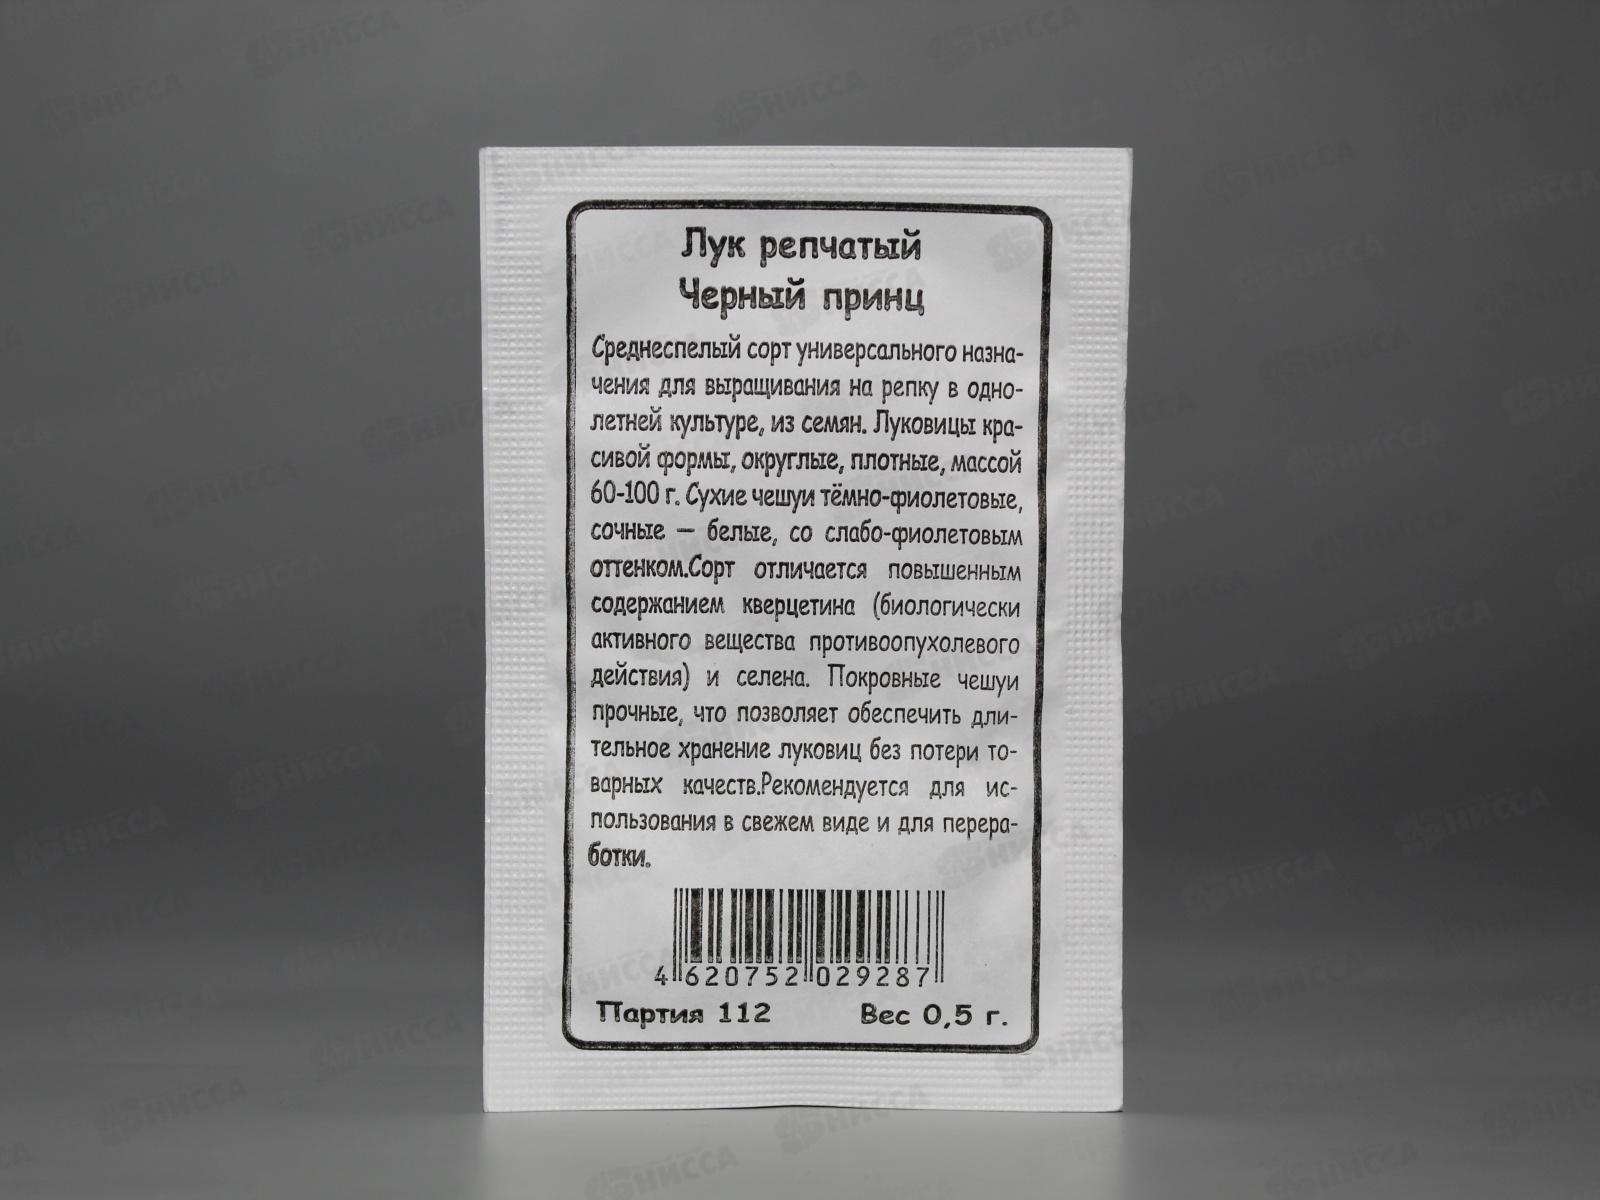 Лук репчатый
Черный принц
Среднеспелый сорт универсального назна-
чения для выращивания на репку в одно-
летней культуре, из семян. Луковицы кра-
сивой формы, округлые, плотные, массой
60-100 г. Сухие чешуи тёмно-фиолетовые,
сочные – белые, со слабо-фиолетовым
оттенком.Сорт отличается повышенным
содержанием кверцетина (биологически
активного вещества противоопухолевого
действия) и селена. Покровные чешуи
прочные, что позволяет обеспечить дли-
тельное хранение луковиц без потери то-
варных качеств.Рекомендуется для ис-
пользования в свежем виде и для перера-
ботки.
4 620752 029287
Партия 112 Вес 0,5 г.